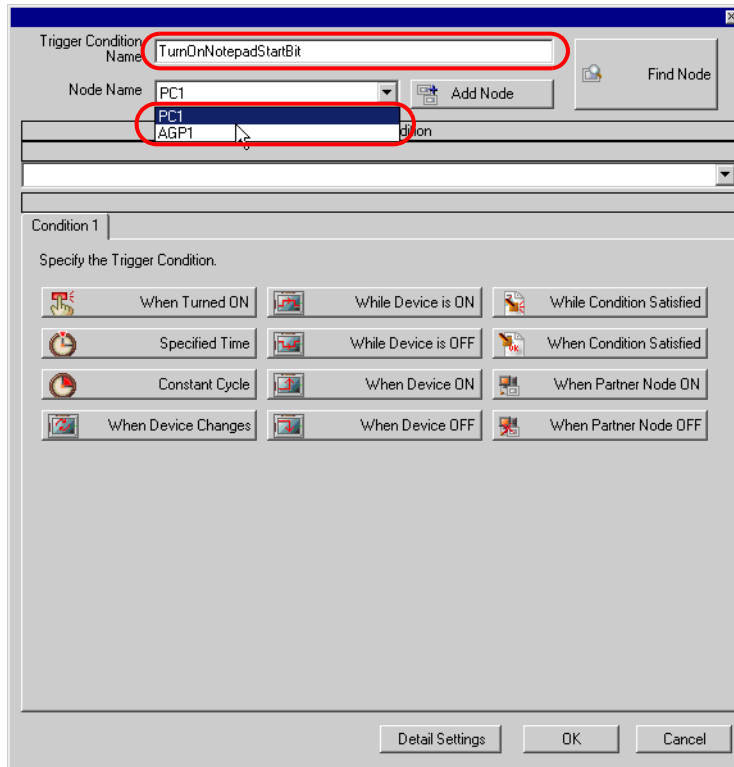 Trigger Condition
Name
TurnOnNotepadStartBit
Find Node
Node Name
PC1
Add Node
PC1
AGP1
dition
Condition 1
Specify the Trigger Condition.
When Turned ON
While Device is ON
While Condition Satisfied
Specified Time
While Device is OFF
When Condition Satisfied
Constant Cycle
When Device ON
When Partner Node ON
When Device Changes
When Device OFF
When Partner Node OFF
Detail Settings
OK
Cancel